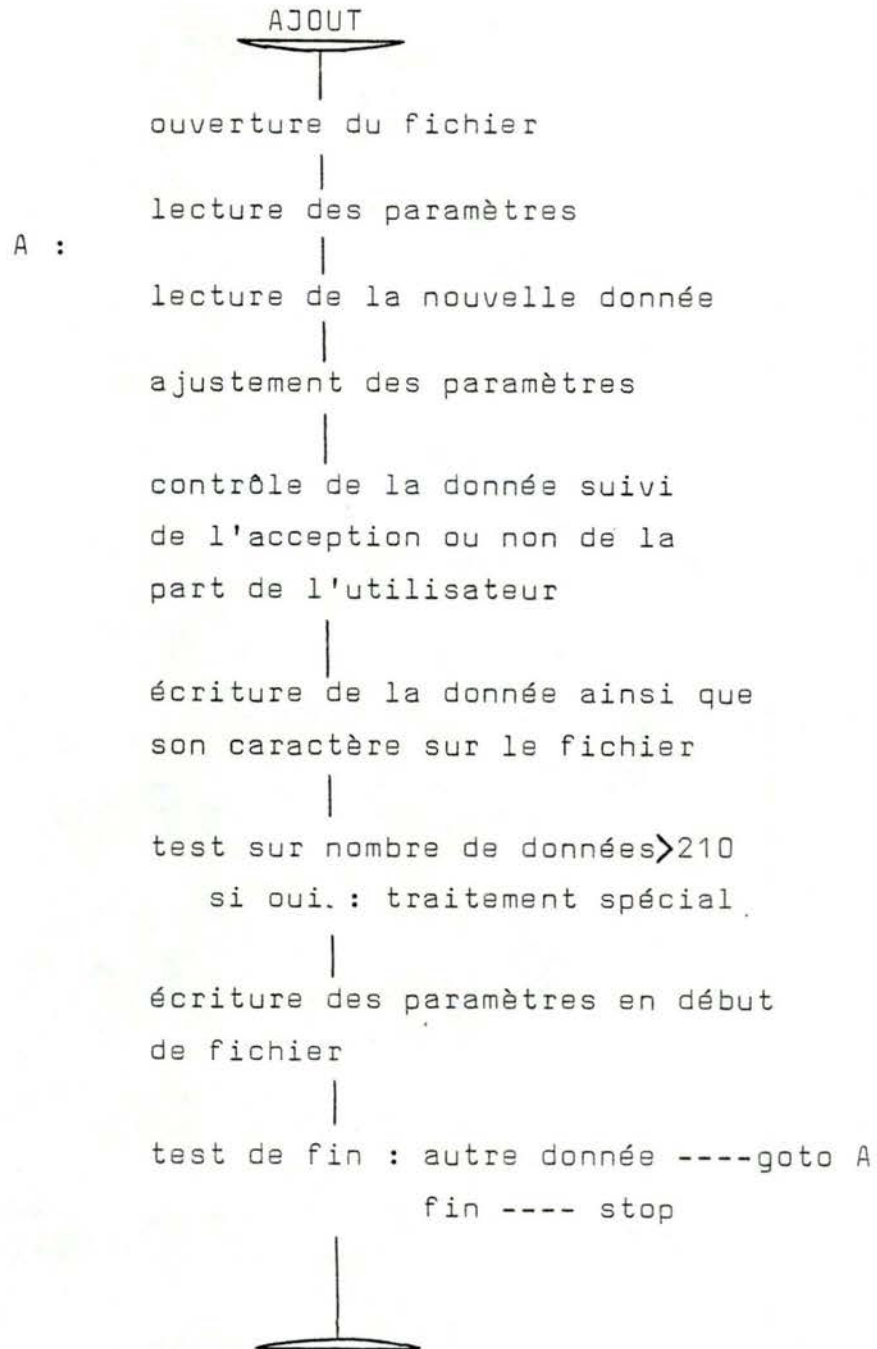 AJOUT
ouverture du fichier
lecture des paramètres
A :
lecture de la nouvelle donnée
ajustement des paramètres
contrôle de la donnée suivi
de l'acception ou non de la
part de l'utilisateur
écriture de la donnée ainsi que
son caractère sur le fichier
test sur nombre de données>210
si oui. : traitement spécial
écriture des paramètres en début
de fichier
test de fin : autre donnée ----goto A
fin ---- stop